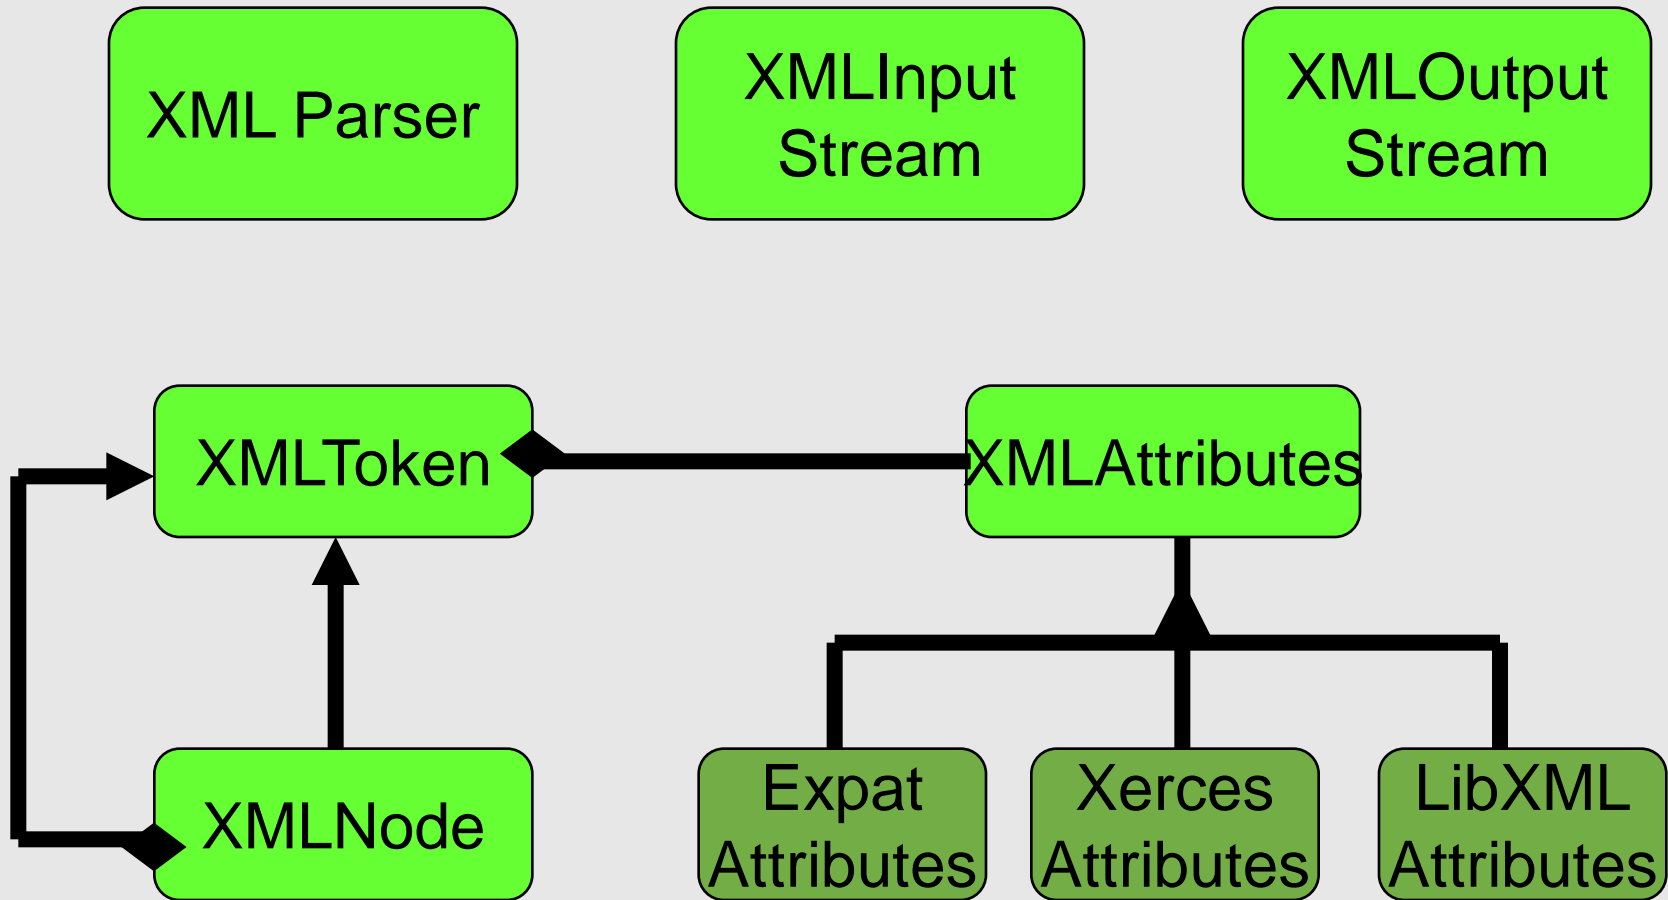 XML Parser
XMLInput
Stream
XMLOutput
Stream
XMLToken
XMLAttributes
XMLNode
Expat
Attributes
Xerces
Attributes
LibXML
Attributes